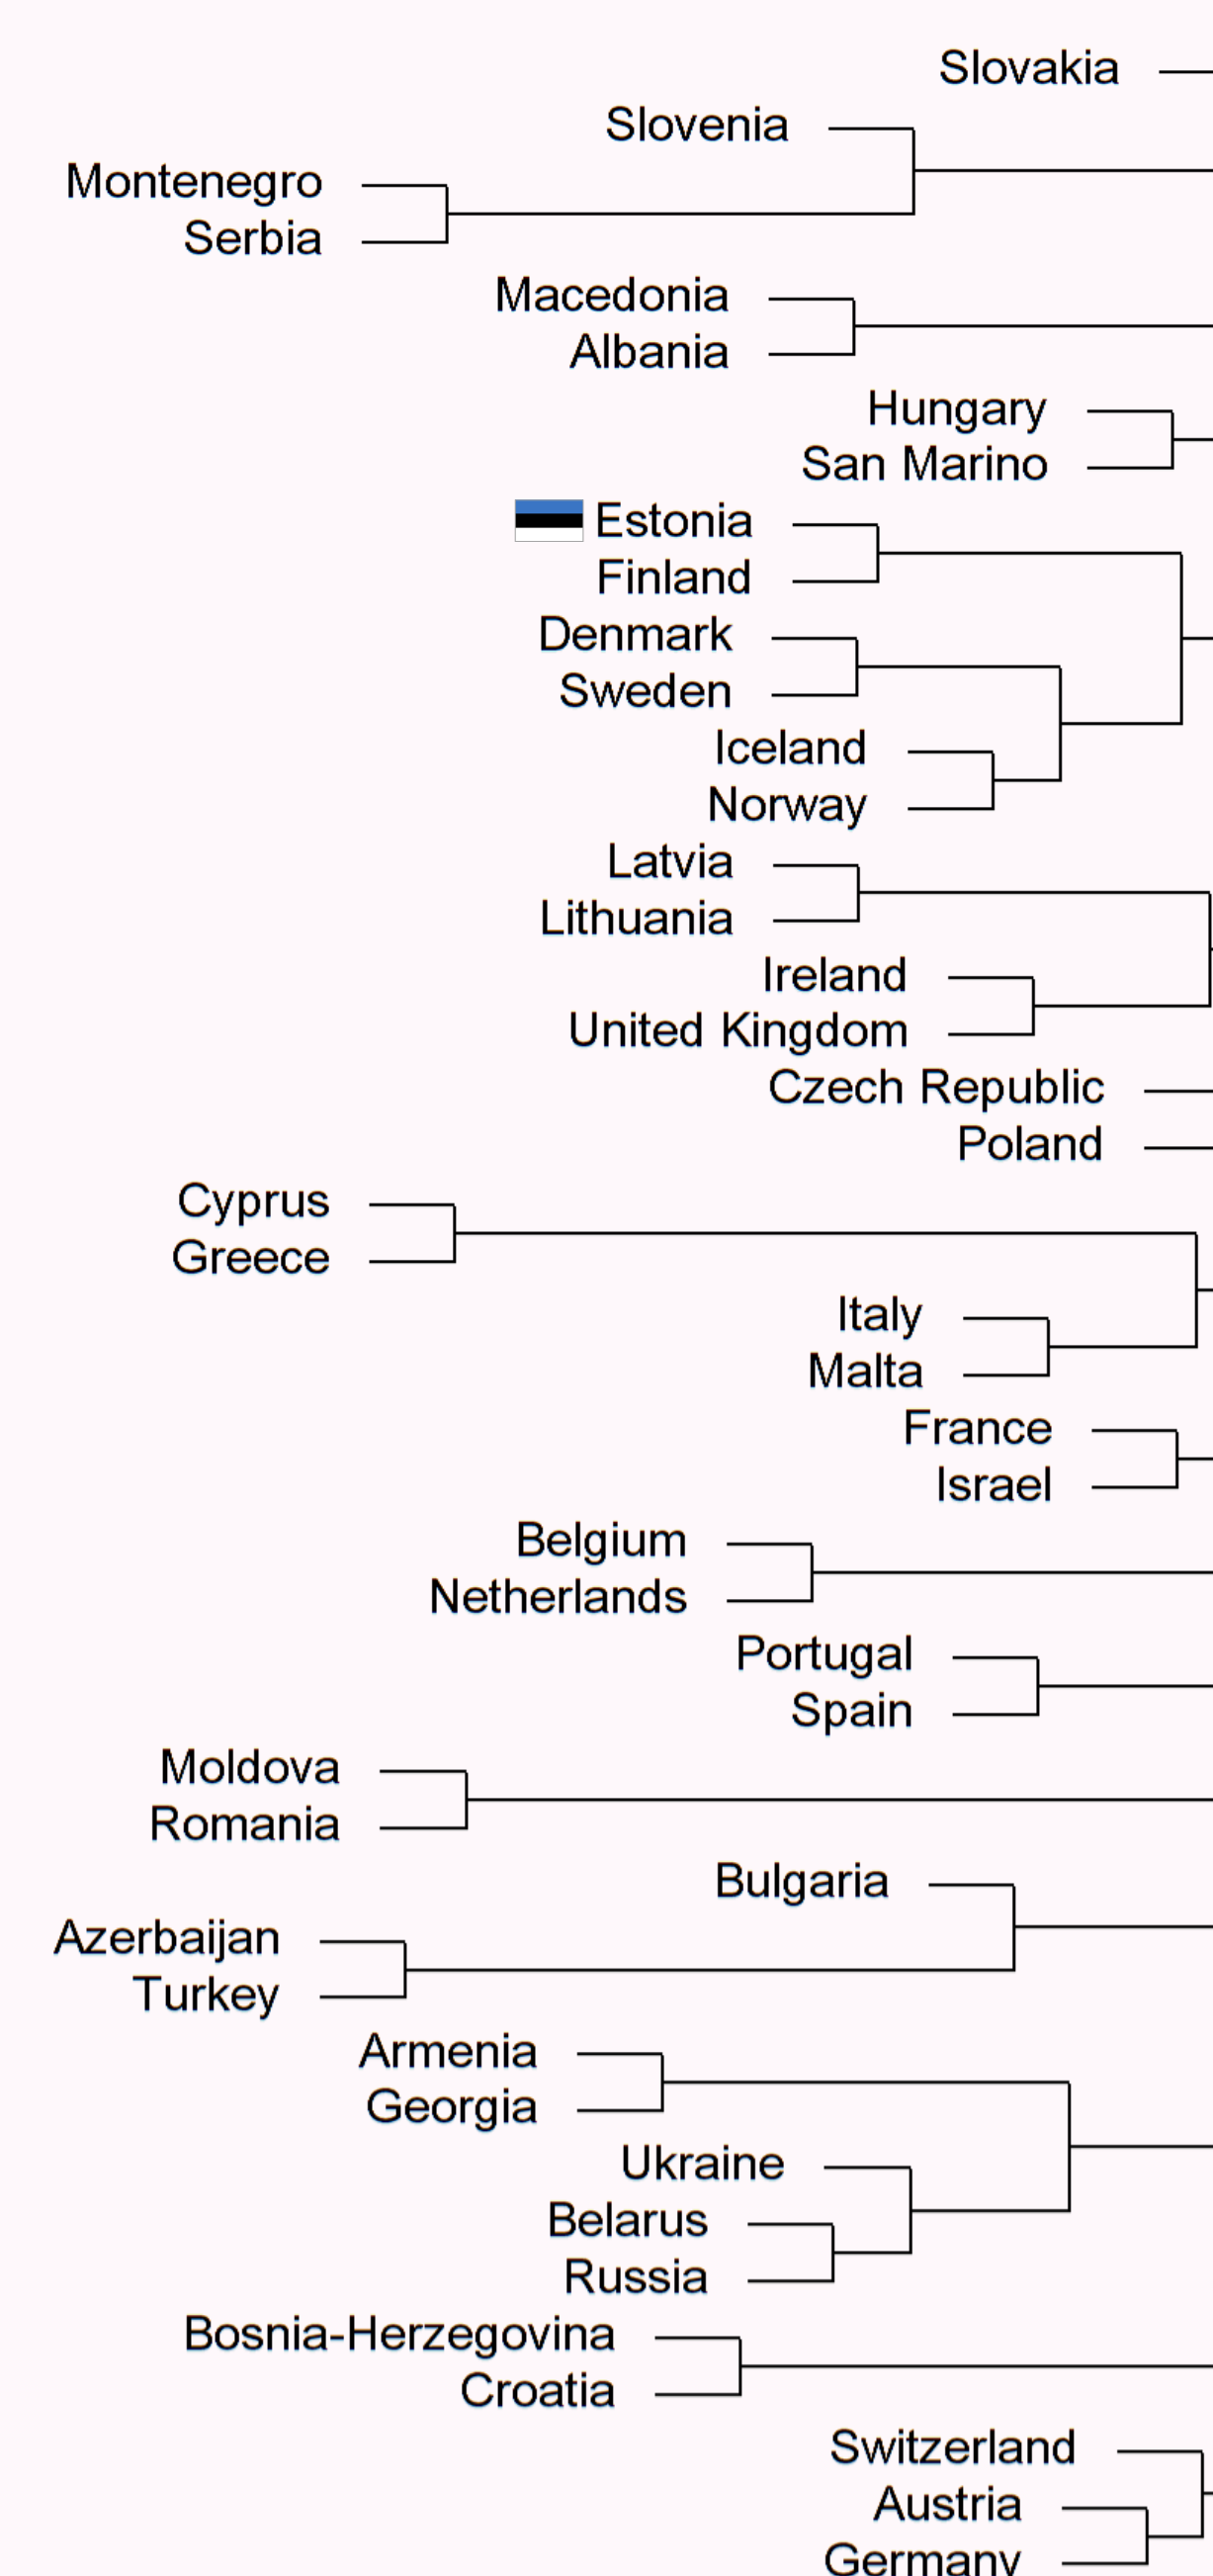 Slovakia
Slovenia
Montenegro
Serbia
Macedonia
Albania
Hungary
San Marino
Estonia
Finland
Denmark
Sweden
Iceland
Norway
Latvia
Lithuania
Ireland
United Kingdom
Czech Republic
Poland
Cyprus
Greece
Italy
Malta
France
Israel
Belgium
Netherlands
Portugal
Spain
Moldova
Romania
Bulgaria
Azerbaijan
Turkey
Armenia
Georgia
Ukraine
Belarus
Russia
Bosnia-Herzegovina
Croatia
Switzerland
Austria
Germany